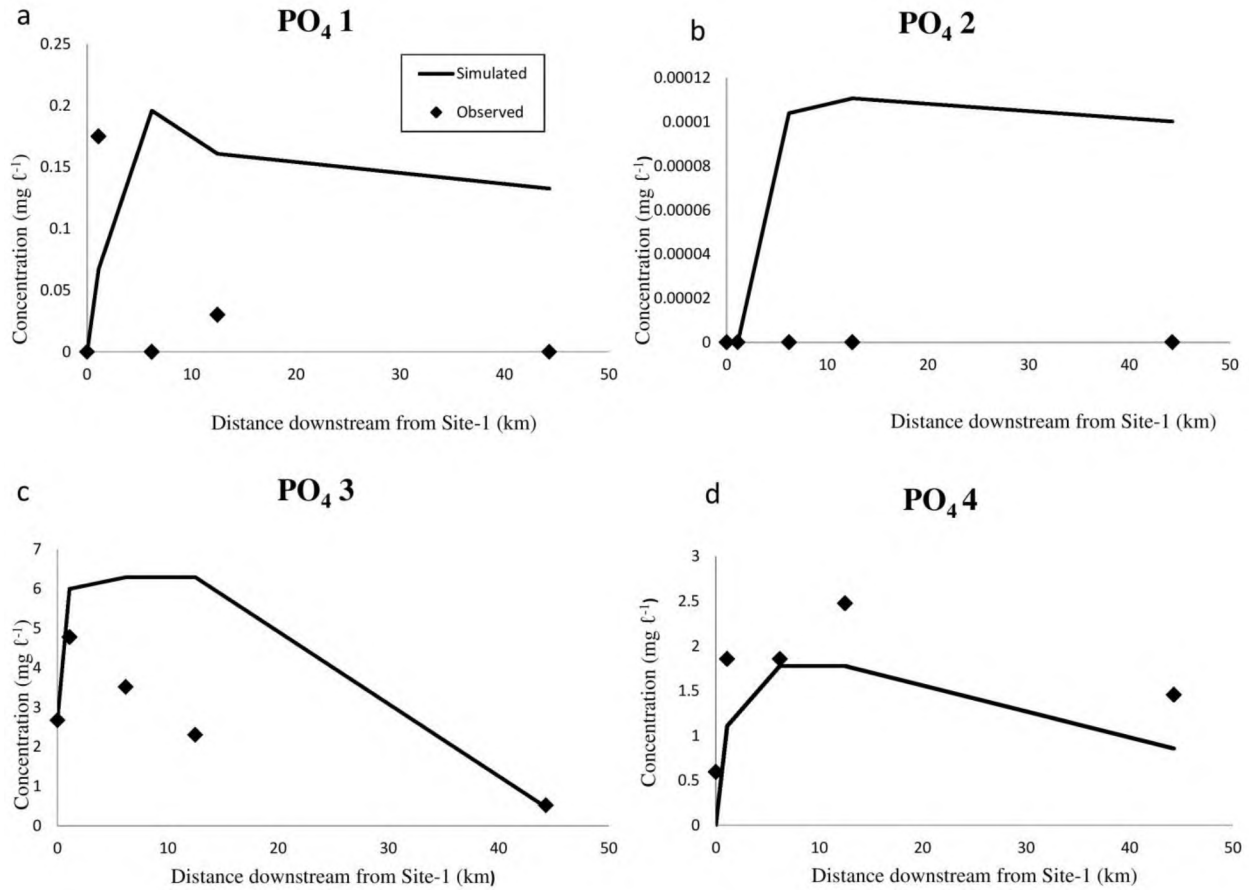 a
PO₄ 1
0.25
0.2
0.15
0.1
0.05
0
0 10 20 30 40 50
Concentration (mg ℓ⁻¹)
Distance downstream from Site-1 (km)
Simulated
Observed
b
PO₄ 2
0.00012
0.0001
0.00008
0.00006
0.00004
0.00002
0
0 10 20 30 40 50
Concentration (mg ℓ⁻¹)
Distance downstream from Site-1 (km)
c
PO₄ 3
7
6
5
4
3
2
1
0
0 10 20 30 40 50
Concentration (mg ℓ⁻¹)
Distance downstream from Site-1 (km)
d
PO₄ 4
3
2.5
2
1.5
1
0.5
0
0 10 20 30 40 50
Concentration (mg ℓ⁻¹)
Distance downstream from Site-1 (km)